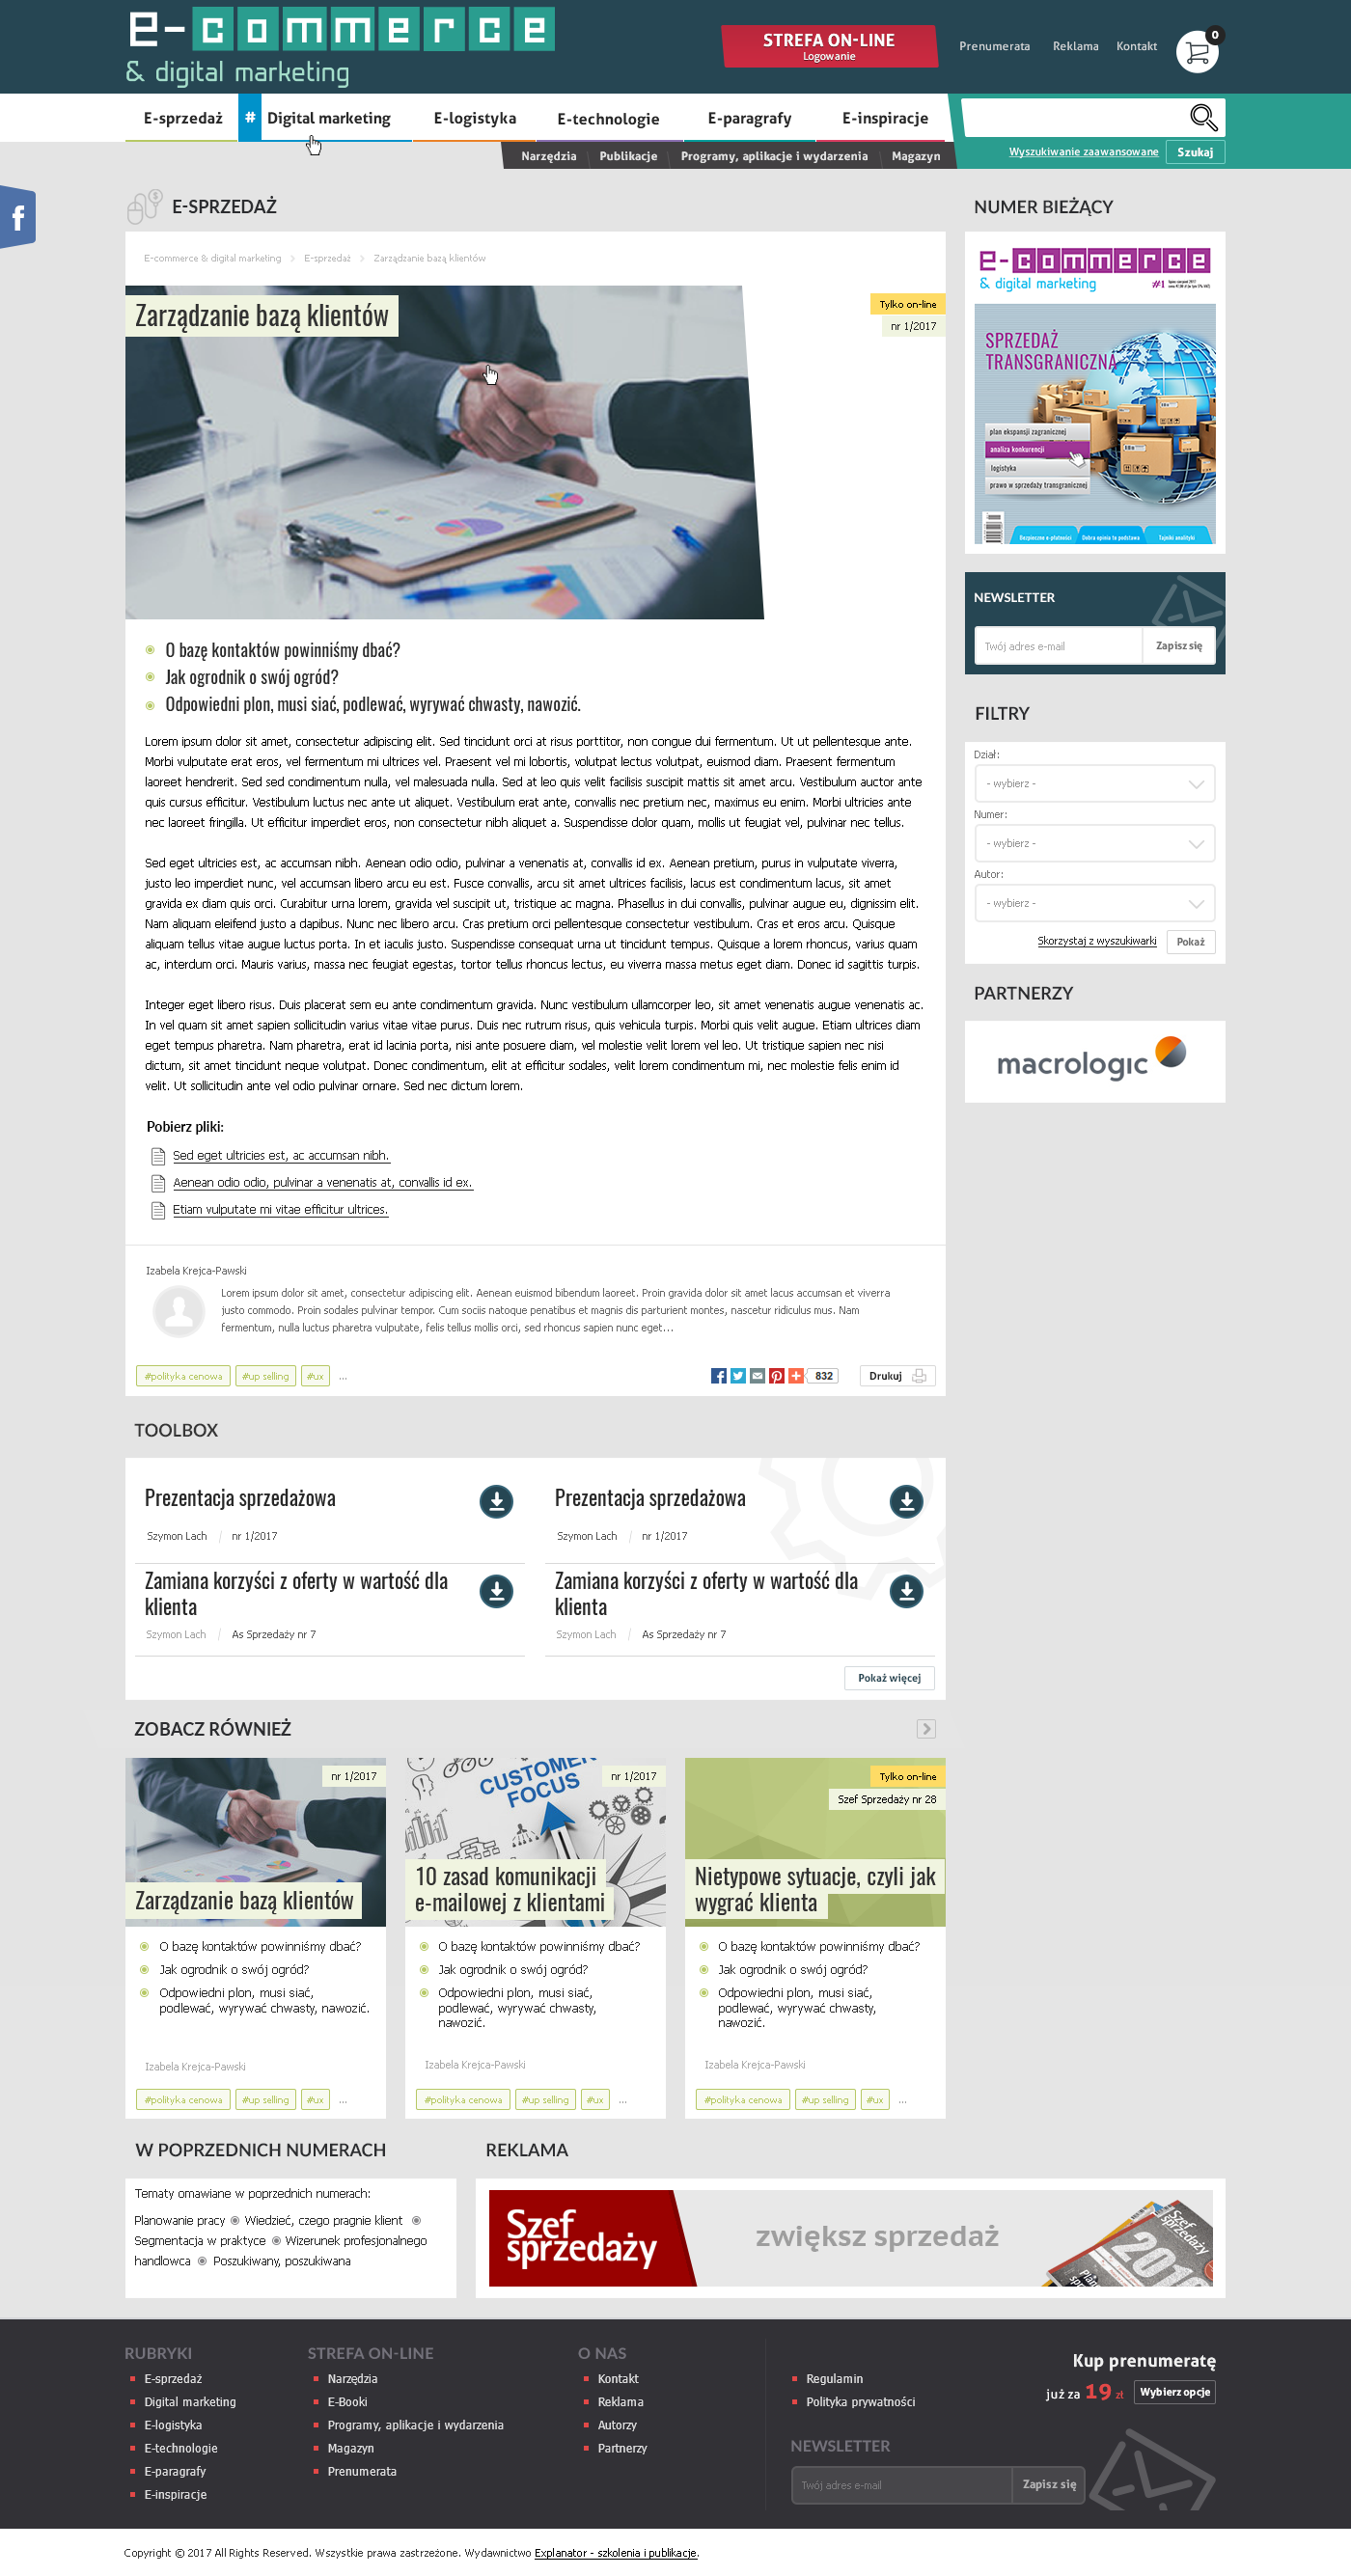 e-commerce
& digital marketing
STREFA ON-LINE
Logowanie
Prenumerata
Reklama
Kontakt
0
E-sprzedaż
#
Digital marketing
E-logistyka
E-technologie
E-paragrafy
E-inspiracje
Narzędzia
Publikacje
Programy, aplikacje i wydarzenia
Magazyn
Wyszukiwanie zaawansowane
Szukaj
f
E-SPRZEDAŻ
E-commerce & digital marketing > E-sprzedaż > Zarządzanie bazą klientów
Zarządzanie bazą klientów
Tylko on-line
nr 1/2017
O bazę kontaktów powinniśmy dbać?
Jak ogrodnik o swój ogród?
Odpowiedni plon, musi siać, podlewać, wyrywać chwasty, nawozić.
Lorem ipsum dolor sit amet, consectetur adipiscing elit. Sed tincidunt orci at risus porttitor, non congue dui fermentum. Ut ut pellentesque ante.
Morbi vulputate erat eros, vel fermentum mi ultrices vel. Praesent vel mi lobortis, volutpat lectus volutpat, euismod diam. Praesent fermentum
laoreet hendrerit. Sed sed condimentum nulla, vel malesuada nulla. Sed at leo quis velit facilisis suscipit mattis sit amet arcu. Vestibulum auctor ante
quis cursus efficitur. Vestibulum luctus nec ante ut aliquet. Vestibulum erat ante, convallis nec pretium nec, maximus eu enim. Morbi ultricies ante
nec laoreet fringilla. Ut efficitur imperdiet eros, non consectetur nibh aliquet a. Suspendisse dolor quam, mollis ut feugiat vel, pulvinar nec tellus.
Sed eget ultricies est, ac accumsan nibh. Aenean odio odio, pulvinar a venenatis at, convallis id ex. Aenean pretium, purus in vulputate viverra,
justo leo imperdiet nunc, vel accumsan libero arcu eu est. Fusce convallis, arcu sit amet ultrices facilisis, lacus est condimentum lacus, sit amet
gravida ex diam quis orci. Curabitur urna lorem, gravida vel suscipit ut, tristique ac magna. Phasellus in dui convallis, pulvinar augue eu, dignissim elit.
Nam aliquam eleifend justo a dapibus. Nunc nec libero arcu. Cras pretium orci pellentesque consectetur vestibulum. Cras et eros arcu. Quisque
aliquam tellus vitae augue luctus porta. In et iaculis justo. Suspendisse consequat urna ut tincidunt tempus. Quisque a lorem rhoncus, varius quam
ac, interdum orci. Mauris varius, massa nec feugiat egestas, tortor tellus rhoncus lectus, eu viverra massa metus eget diam. Donec id sagittis turpis.
Integer eget libero risus. Duis placerat sem eu ante condimentum gravida. Nunc vestibulum ullamcorper leo, sit amet venenatis augue venenatis ac.
In vel quam sit amet sapien sollicitudin varius vitae vitae purus. Duis nec rutrum risus, quis vehicula turpis. Morbi quis velit augue. Etiam ultrices diam
eget tempus pharetra. Nam pharetra, erat id lacinia porta, nisi ante posuere diam, vel molestie velit lorem vel leo. Ut tristique sapien nec nisi
dictum, sit amet tincidunt neque volutpat. Donec condimentum, elit at efficitur sodales, velit lorem condimentum mi, nec molestie felis enim id
velit. Ut sollicitudin ante vel odio pulvinar ornare. Sed nec dictum lorem.
Pobierz pliki:
Sed eget ultricies est, ac accumsan nibh.
Aenean odio odio, pulvinar a venenatis at, convallis id ex.
Etiam vulputate mi vitae efficitur ultrices.
Izabela Krejca-Pawski
Lorem ipsum dolor sit amet, consectetur adipiscing elit. Aenean euismod bibendum laoreet. Proin gravida dolor sit amet lacus accumsan et viverra
justo commodo. Proin sodales pulvinar tempor. Cum sociis natoque penatibus et magnis dis parturient montes, nascetur ridiculus mus. Nam
fermentum, nulla luctus pharetra vulputate, felis tellus mollis orci, sed rhoncus sapien nunc eget...
#polityka cenowa
#up selling
#ux
...
832
Drukuj
NUMER BIEŻĄCY
e-commerce
& digital marketing
#1
SPRZEDAŻ
TRANSGRANICZNA
plan ekspansji zagranicznej
analiza konkurencji
logistyka
prawo w sprzedaży transgranicznej
Bezpieczne e-płatności
Dobra opinia to podstawa
Tajniki analityki
NEWSLETTER
Twój adres e-mail
Zapisz się
FILTRY
Dział:
- wybierz -
Numer:
- wybierz -
Autor:
- wybierz -
Skorzystaj z wyszukiwarki
Pokaż
PARTNERZY
macrologic
TOOLBOX
Prezentacja sprzedażowa
Szymon Lach / nr 1/2017
Prezentacja sprzedażowa
Szymon Lach / nr 1/2017
Zamiana korzyści z oferty w wartość dla
klienta
Szymon Lach / As Sprzedaży nr 7
Zamiana korzyści z oferty w wartość dla
klienta
Szymon Lach / As Sprzedaży nr 7
Pokaż więcej
ZOBACZ RÓWNIEŻ
nr 1/2017
Zarządzanie bazą klientów
O bazę kontaktów powinniśmy dbać?
Jak ogrodnik o swój ogród?
Odpowiedni plon, musi siać,
podlewać, wyrywać chwasty, nawozić.
Izabela Krejca-Pawski
#polityka cenowa
#up selling
#ux
...
CUSTOMER
FOCUS
nr 1/2017
10 zasad komunikacji
e-mailowej z klientami
O bazę kontaktów powinniśmy dbać?
Jak ogrodnik o swój ogród?
Odpowiedni plon, musi siać,
podlewać, wyrywać chwasty,
nawozić.
Izabela Krejca-Pawski
#polityka cenowa
#up selling
#ux
...
Tylko on-line
Szef Sprzedaży nr 28
Nietypowe sytuacje, czyli jak
wygrać klienta
O bazę kontaktów powinniśmy dbać?
Jak ogrodnik o swój ogród?
Odpowiedni plon, musi siać,
podlewać, wyrywać chwasty,
nawozić.
Izabela Krejca-Pawski
#polityka cenowa
#up selling
#ux
...
W POPRZEDNICH NUMERACH
Tematy omawiane w poprzednich numerach:
Planowanie pracy Wiedzieć, czego pragnie klient
Segmentacja w praktyce Wizerunek profesjonalnego
handlowca Poszukiwany, poszukiwana
REKLAMA
Szef
sprzedaży
zwiększ sprzedaż
Szef
sprzedaży
RUBRYKI
E-sprzedaż
Digital marketing
E-logistyka
E-technologie
E-paragrafy
E-inspiracje
STREFA ON-LINE
Narzędzia
E-Booki
Programy, aplikacje i wydarzenia
Magazyn
Prenumerata
O NAS
Kontakt
Reklama
Autorzy
Partnerzy
Regulamin
Polityka prywatności
Kup prenumeratę
już za 19 zł
Wybierz opcje
NEWSLETTER
Twój adres e-mail
Zapisz się
Copyright © 2017 All Rights Reserved. Wszystkie prawa zastrzeżone. Wydawnictwo Explanator - szkolenia i publikacje.